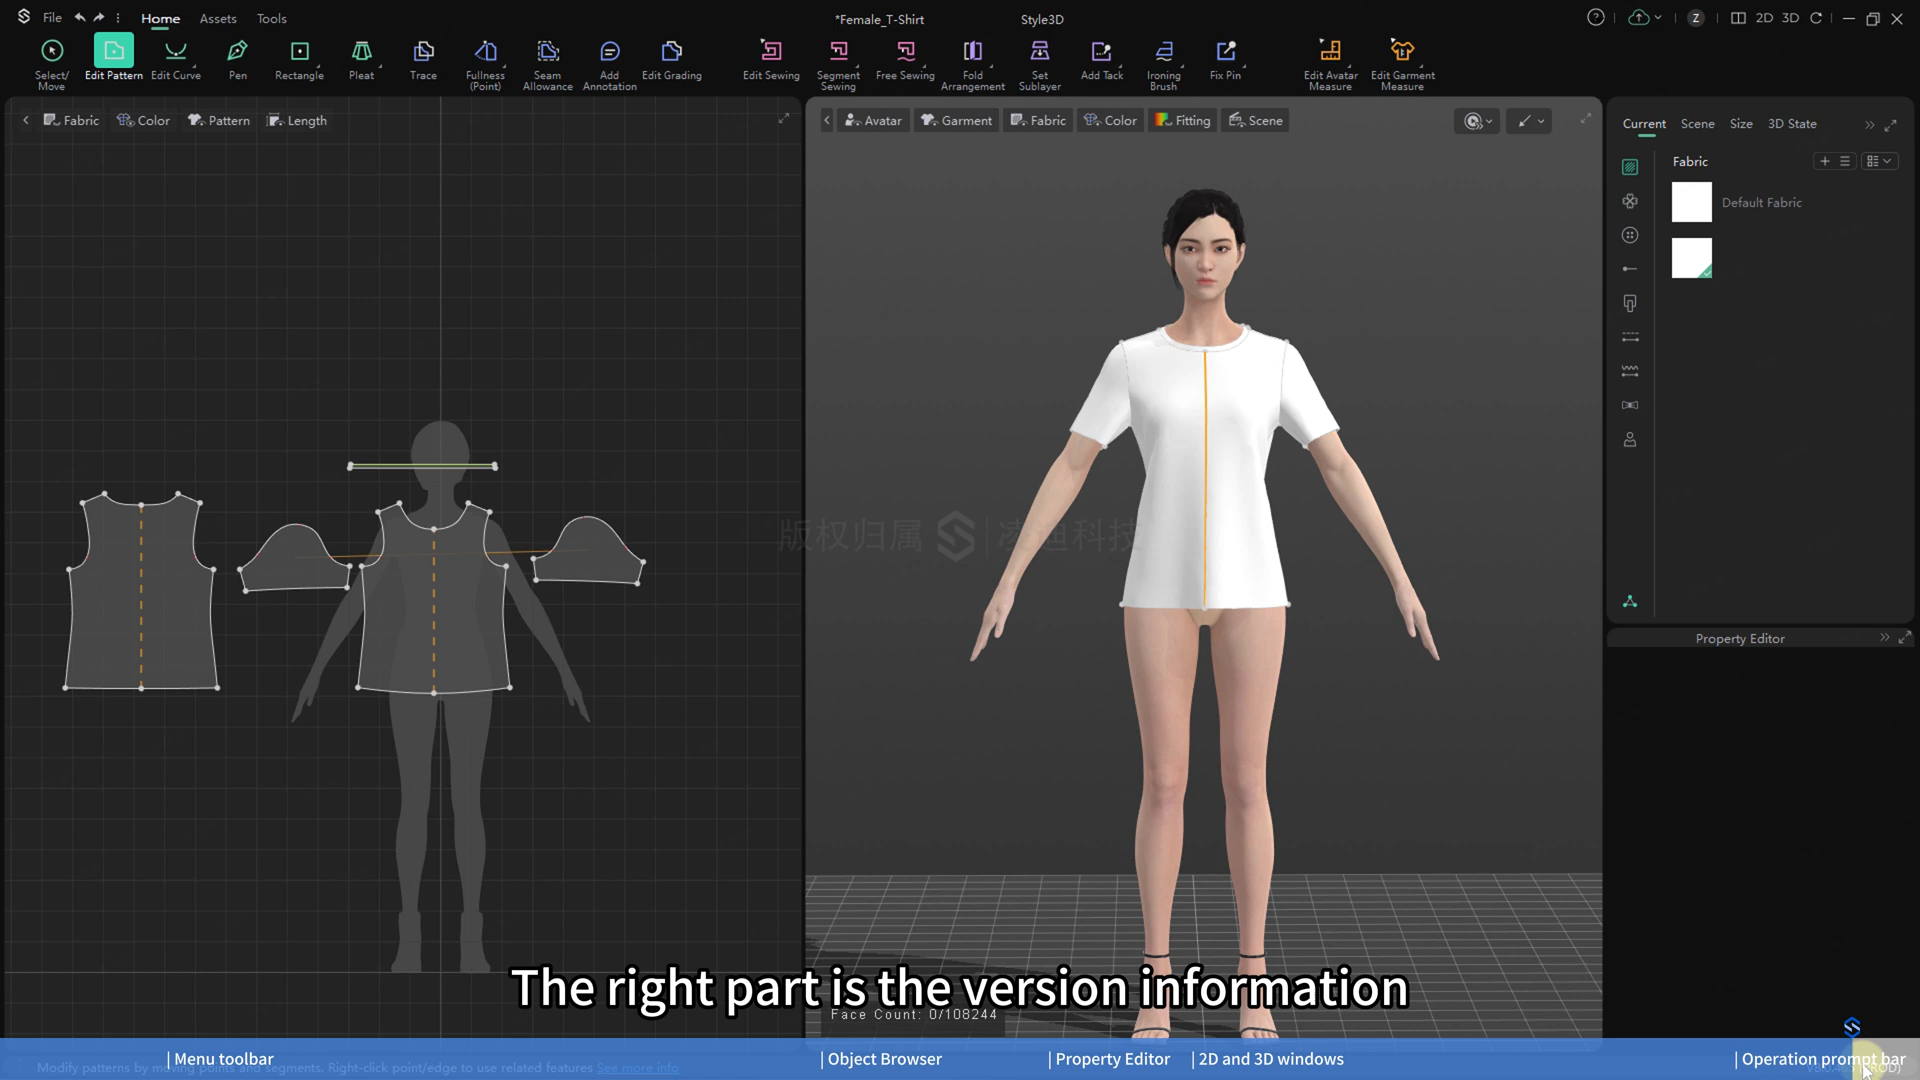 File
Home
Assets
Tools
*Female_T-Shirt
Style3D
Z
2D
3D
Select/
Move
Edit Pattern
Edit Curve
Pen
Rectangle
Pleat
Trace
Fullness
(Point)
Seam
Allowance
Add
Annotation
Edit Grading
Edit Sewing
Segment
Sewing
Free Sewing
Fold
Arrangement
Set
Sublayer
Add Tack
Ironing
Brush
Fix Pin
Edit Avatar
Measure
Edit Garment
Measure
Fabric
Color
Pattern
Length
Avatar
Garment
Fabric
Color
Fitting
Scene
Current
Scene
Size
3D State
Fabric
Default Fabric
版权归属
凌迪科技
Property Editor
The right part is the version information
Face Count: 0/108244
| Menu toolbar
| Object Browser
| Property Editor
| 2D and 3D windows
| Operation prompt bar
Modify patterns by moving points and segments. Right-click point/edge to use related features See more info